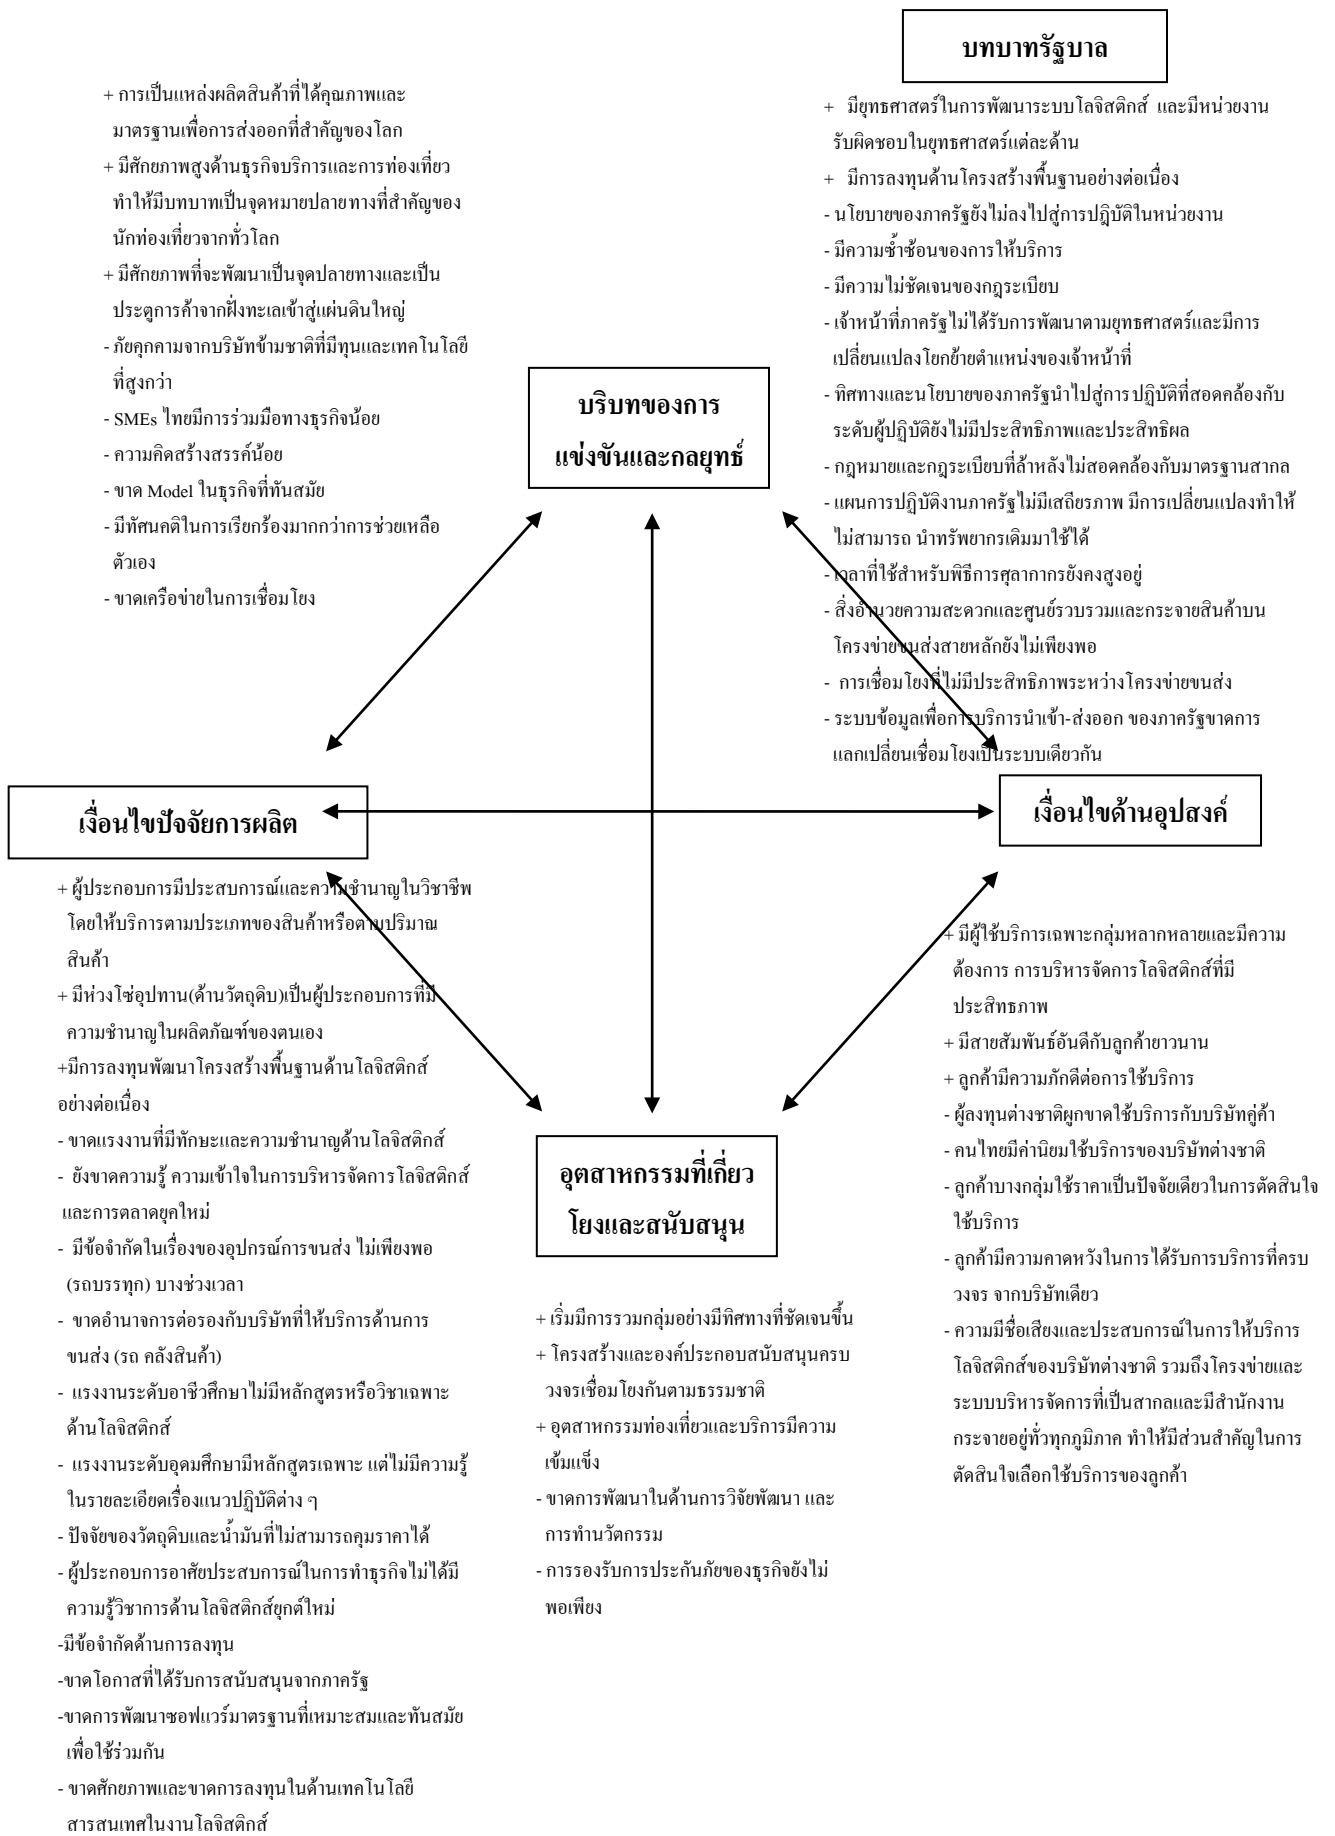 บทบาทรัฐบาล
+ มียุทธศาสตร์ในการพัฒนาระบบโลจิสติกส์ และมีหน่วยงาน
รับผิดชอบในยุทธศาสตร์แต่ละด้าน
+ มีการลงทุนด้านโครงสร้างพื้นฐานอย่างต่อเนื่อง
- นโยบายของภาครัฐยังไม่ลงไปสู่การปฎิบัติในหน่วยงาน
- มีความซ้ำซ้อนของการให้บริการ
- มีความไม่ชัดเจนของกฎระเบียบ
- เจ้าหน้าที่ภาครัฐไม่ได้รับการพัฒนาตามยุทธศาสตร์และมีการ
เปลี่ยนแปลงโยกย้ายตำแหน่งของเจ้าหน้าที่
- ทิศทางและนโยบายของภาครัฐนำไปสู่การปฏิบัติที่สอดคล้องกับ
ระดับผู้ปฏิบัติยังไม่มีประสิทธิภาพและประสิทธิผล
- กฎหมายและกฎระเบียบที่ล้าหลังไม่สอดคล้องกับมาตรฐานสากล
- แผนการปฏิบัติงานภาครัฐไม่มีเสถียรภาพ มีการเปลี่ยนแปลงทำให้
ไม่สามารถ นำทรัพยากรเดิมมาใช้ได้
- เวลาที่ใช้สำหรับพิธีการศุลากากรยังคงสูงอยู่
- สิ่งอำนวยความสะดวกและศูนย์รวบรวมและกระจายสินค้าบน
โครงข่ายขนส่งสายหลักยังไม่เพียงพอ
- การเชื่อมโยงที่ไม่มีประสิทธิภาพระหว่างโครงข่ายขนส่ง
- ระบบข้อมูลเพื่อการบริการนำเข้า-ส่งออก ของภาครัฐขาดการ
แลกเปลี่ยนเชื่อมโยงเป็นระบบเดียวกัน
+ การเป็นแหล่งผลิตสินค้าที่ได้คุณภาพและ
มาตรฐานเพื่อการส่งออกที่สำคัญของโลก
+ มีศักยภาพสูงด้านธุรกิจบริการและการท่องเที่ยว
ทำให้มีบทบาทเป็นจุดหมายปลายทางที่สำคัญของ
นักท่องเที่ยวจากทั่วโลก
+ มีศักยภาพที่จะพัฒนาเป็นจุดปลายทางและเป็น
ประตูการค้าจากฝั่งทะเลเข้าสู่แผ่นดินใหญ่
- ภัยคุกคามจากบริษัทข้ามชาติที่มีทุนและเทคโนโลยี
ที่สูงกว่า
- SMEs ไทยมีการร่วมมือทางธุรกิจน้อย
- ความคิดสร้างสรรค์น้อย
- ขาด Model ในธุรกิจที่ทันสมัย
- มีทัศนคติในการเรียกร้องมากกว่าการช่วยเหลือ
ตัวเอง
- ขาดเครือข่ายในการเชื่อมโยง
บริบทของการ
แข่งขันและกลยุทธ์
เงื่อนไขปัจจัยการผลิต
+ ผู้ประกอบการมีประสบการณ์และความชำนาญในวิชาชีพ
โดยให้บริการตามประเภทของสินค้าหรือตามปริมาณ
สินค้า
+ มีห่วงโซ่อุปทาน(ด้านวัตถุดิบ)เป็นผู้ประกอบการที่มี
ความชำนาญในผลิตภัณฑ์ของตนเอง
+มีการลงทุนพัฒนาโครงสร้างพื้นฐานด้านโลจิสติกส์
อย่างต่อเนื่อง
- ขาดแรงงานที่มีทักษะและความชำนาญด้านโลจิสติกส์
- ยังขาดความรู้ ความเข้าใจในการบริหารจัดการโลจิสติกส์
และการตลาดยุคใหม่
- มีข้อจำกัดในเรื่องของอุปกรณ์การขนส่ง ไม่เพียงพอ
(รถบรรทุก) บางช่วงเวลา
- ขาดอำนาจการต่อรองกับบริษัทที่ให้บริการด้านการ
ขนส่ง (รถ คลังสินค้า)
- แรงงานระดับอาชีวศึกษาไม่มีหลักสูตรหรือวิชาเฉพาะ
ด้านโลจิสติกส์
- แรงงานระดับอุดมศึกษามีหลักสูตรเฉพาะ แต่ไม่มีความรู้
ในรายละเอียดเรื่องแนวปฏิบัติต่าง ๆ
- ปัจจัยของวัตถุดิบและน้ำมันที่ไม่สามารถคุมราคาได้
- ผู้ประกอบการอาศัยประสบการณ์ในการทำธุรกิจไม่ได้มี
ความรู้วิชาการด้านโลจิสติกส์ยุกต์ใหม่
-มีข้อจำกัดด้านการลงทุน
-ขาดโอกาสที่ได้รับการสนับสนุนจากภาครัฐ
-ขาดการพัฒนาซอฟแวร์มาตรฐานที่เหมาะสมและทันสมัย
เพื่อใช้ร่วมกัน
- ขาดศักยภาพและขาดการลงทุนในด้านเทคโนโลยี
สารสนเทศในงานโลจิสติกส์
อุตสาหกรรมที่เกี่ยว
โยงและสนับสนุน
+ เริ่มมีการรวมกลุ่มอย่างมีทิศทางที่ชัดเจนขึ้น
+ โครงสร้างและองค์ประกอบสนับสนุนครบ
วงจรเชื่อมโยงกันตามธรรมชาติ
+ อุตสาหกรรมท่องเที่ยวและบริการมีความ
เข้มแข็ง
- ขาดการพัฒนาในด้านการวิจัยพัฒนา และ
การทำนวัตกรรม
- การรองรับการประกันภัยของธุรกิจยังไม่
พอเพียง
เงื่อนไขด้านอุปสงค์
+ มีผู้ใช้บริการเฉพาะกลุ่มหลากหลายและมีความ
ต้องการ การบริหารจัดการโลจิสติกส์ที่มี
ประสิทธภาพ
+ มีสายสัมพันธ์อันดีกับลูกค้ายาวนาน
+ ลูกค้ามีความภักดีต่อการใช้บริการ
- ผู้ลงทุนต่างชาติผูกขาดใช้บริการกับบริษัทคู่ค้า
- คนไทยมีค่านิยมใช้บริการของบริษัทต่างชาติ
- ลูกค้าบางกลุ่มใช้ราคาเป็นปัจจัยเดียวในการตัดสินใจ
ใช้บริการ
- ลูกค้ามีความคาดหวังในการได้รับการบริการที่ครบ
วงจร จากบริษัทเดียว
- ความมีชื่อเสียงและประสบการณ์ในการให้บริการ
โลจิสติกส์ของบริษัทต่างชาติ รวมถึงโครงข่ายและ
ระบบบริหารจัดการที่เป็นสากลและมีสำนักงาน
กระจายอยู่ทั่วทุกภูมิภาค ทำให้มีส่วนสำคัญในการ
ตัดสินใจเลือกใช้บริการของลูกค้า